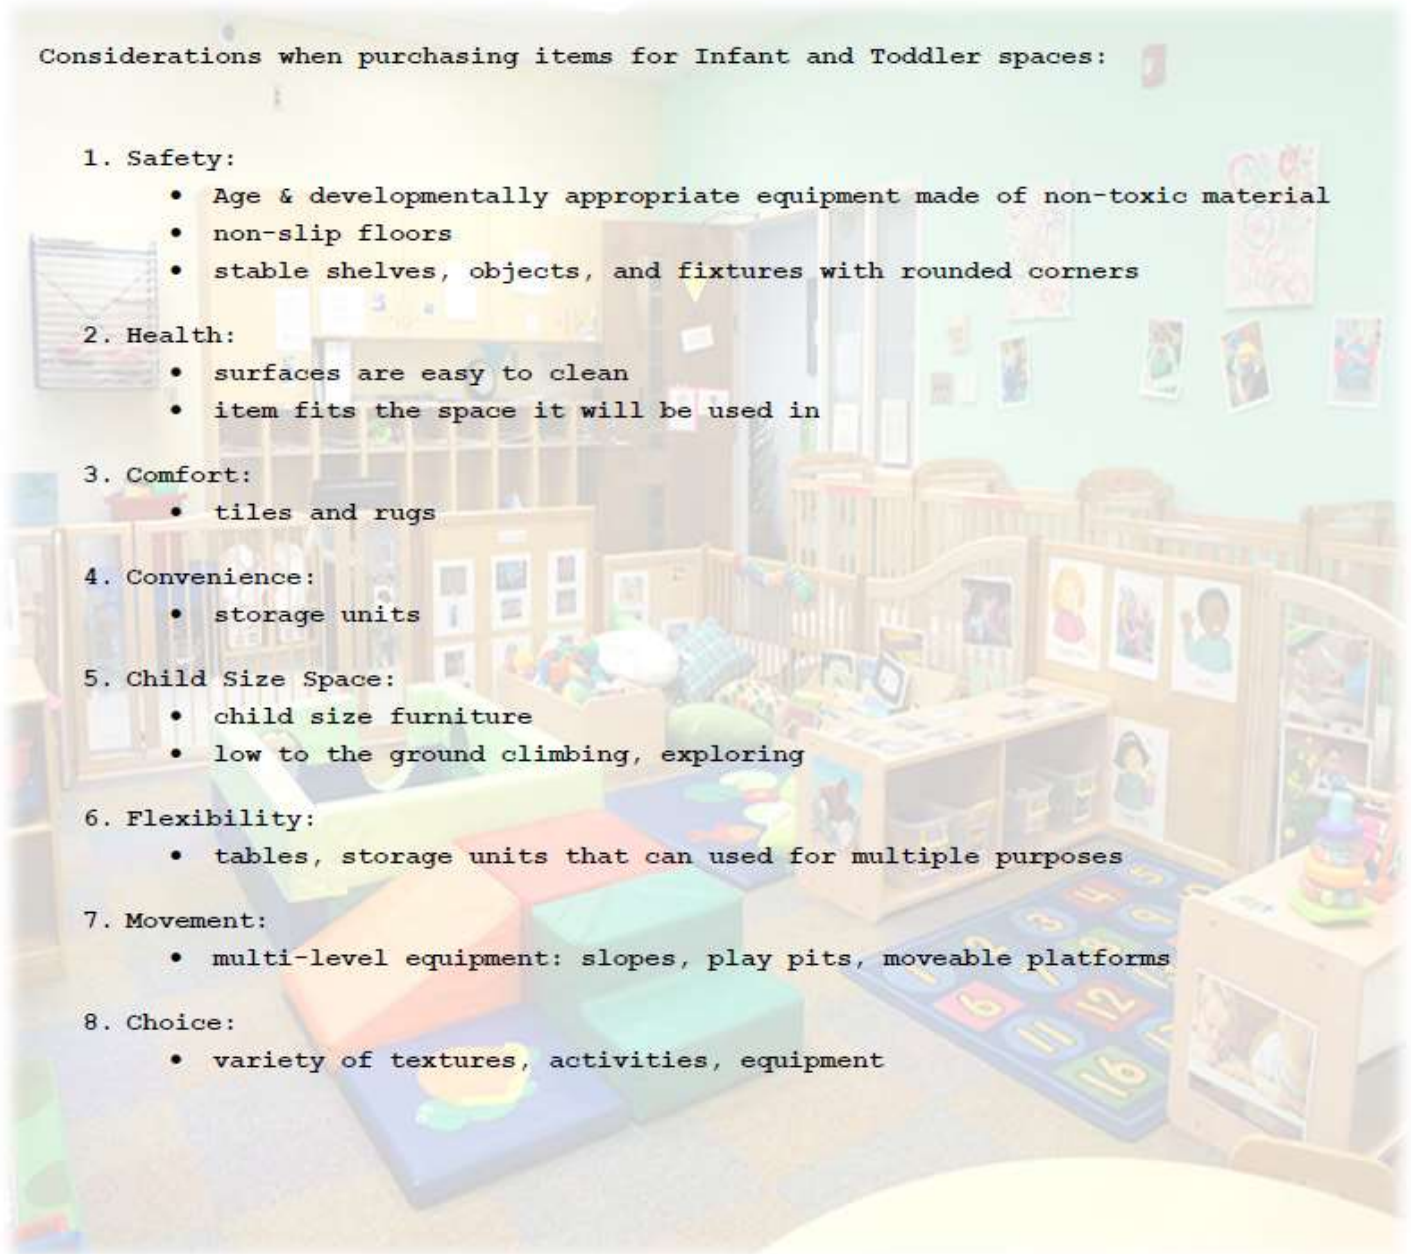 Considerations when purchasing items for Infant and Toddler spaces:
1. Safety:
• Age & developmentally appropriate equipment made of non-toxic material
• non-slip floors
• stable shelves, objects, and fixtures with rounded corners
2. Health:
• surfaces are easy to clean
• item fits the space it will be used in
3. Comfort:
• tiles and rugs
4. Convenience:
• storage units
5. Child Size Space:
• child size furniture
• low to the ground climbing, exploring
6. Flexibility:
• tables, storage units that can used for multiple purposes
7. Movement:
• multi-level equipment: slopes, play pits, moveable platforms
8. Choice:
• variety of textures, activities, equipment
6
12
11
16